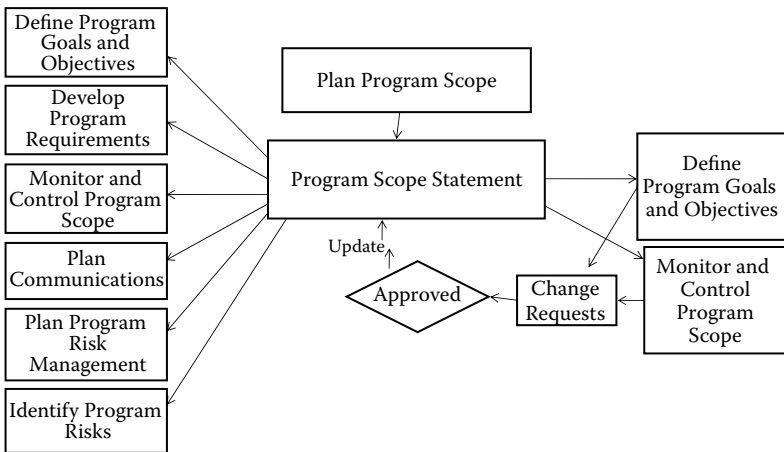 Define Program
Goals and
Objectives
Develop
Program
Requirements
Monitor and
Control Program
Scope
Plan
Communications
Plan Program
Risk
Management
Identify Program
Risks
Plan Program Scope
Program Scope Statement
Update
Approved
Change
Requests
Define
Program Goals
and Objectives
Monitor and
Control
Program
Scope